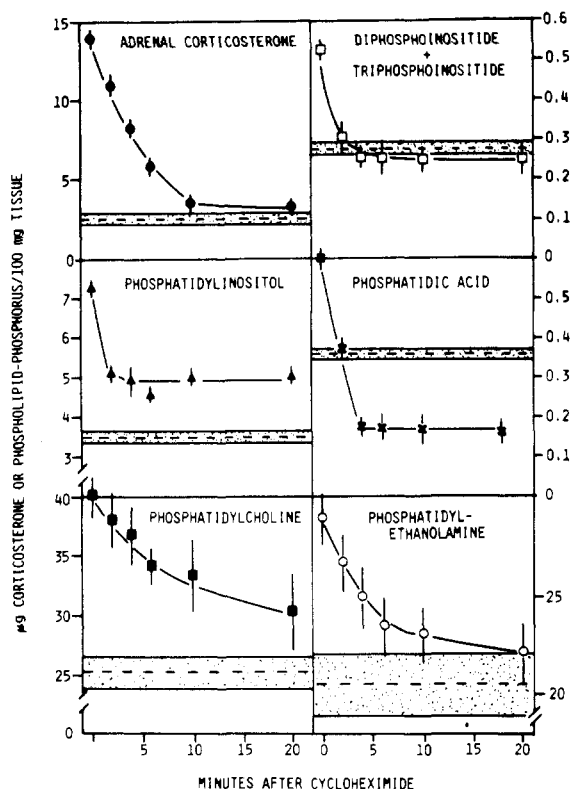 µg CORTICOSTERONE OR PHOSPHOLIPID-PHOSPHORUS/100 mg TISSUE
ADRENAL CORTICOSTERONE
15
10
5
0
DIPHOSPHOINOSITIDE
+
TRIPHOSPHOINOSITIDE
0.6
0.5
0.4
0.3
0.2
0.1
0
PHOSPHATIDYLINOSITOL
7
6
5
4
3
PHOSPHATIDIC ACID
0.5
0.4
0.3
0.2
0.1
0
PHOSPHATIDYLCHOLINE
40
35
30
25
0
PHOSPHATIDYL-
ETHANOLAMINE
25
20
0 5 10 15 20
0 5 10 15 20
MINUTES AFTER CYCLOHEXIMIDE